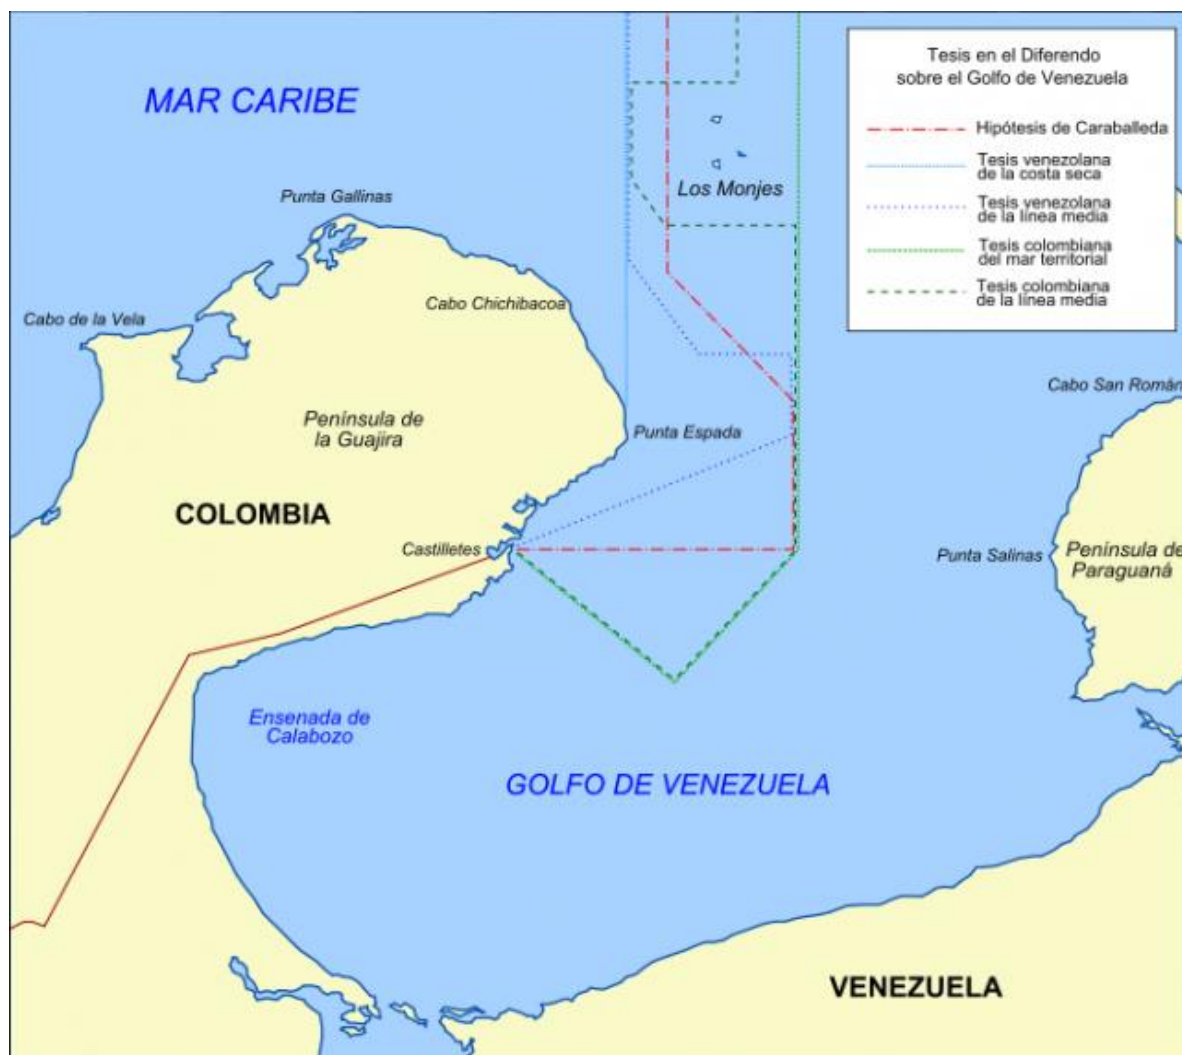 Tesis en el Diferendo
sobre el Golfo de Venezuela
Hipótesis de Caraballeda
Tesis venezolana
de la costa seca
Tesis venezolana
de la línea media
Tesis colombiana
del mar territorial
Tesis colombiana
de la línea media
MAR CARIBE
Punta Gallinas
Los Monjes
Cabo de la Vela
Cabo Chichibacoa
Cabo San Román
Península de
la Guajira
Punta Espada
COLOMBIA
Castilletes
Punta Salinas
Península de
Paraguaná
Ensenada de
Calabozo
GOLFO DE VENEZUELA
VENEZUELA